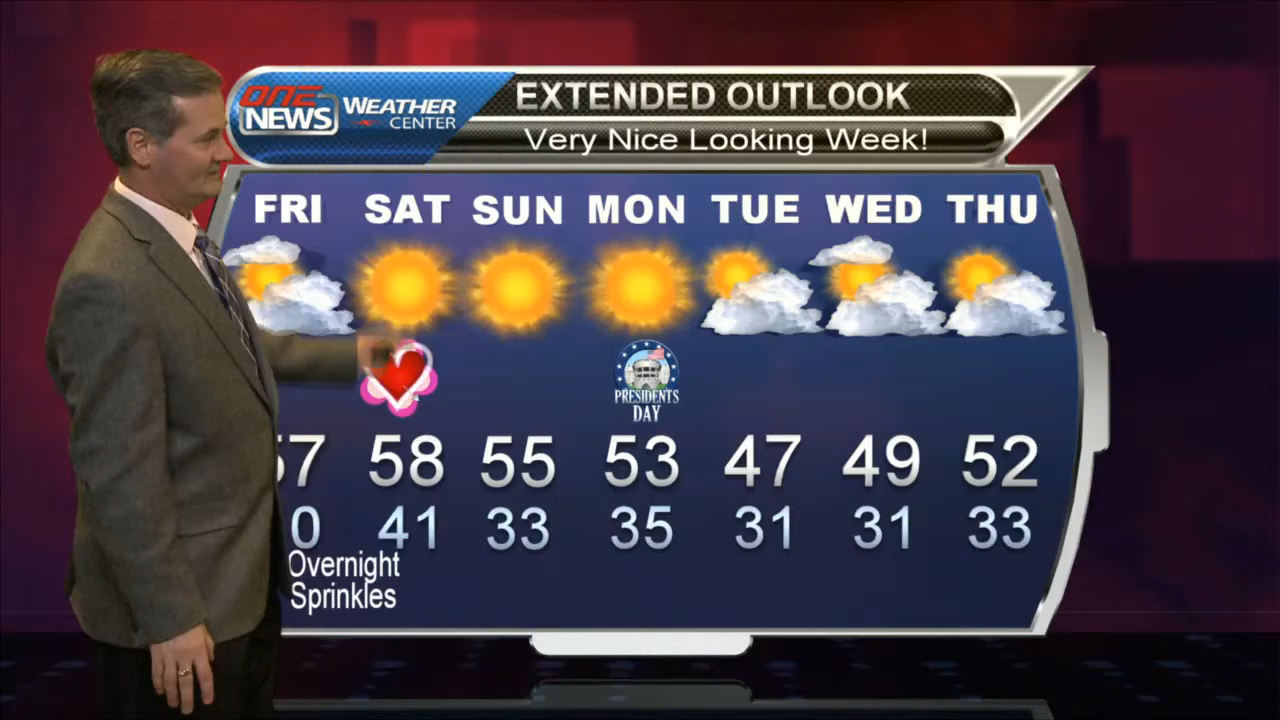 ONE
NEWS
WEATHER
CENTER
EXTENDED OUTLOOK
Very Nice Looking Week!
FRI SAT SUN MON TUE WED THU
PRESIDENTS
DAY
58 55 53 47 49 52
41 33 35 31 31 33
Overnight
Sprinkles